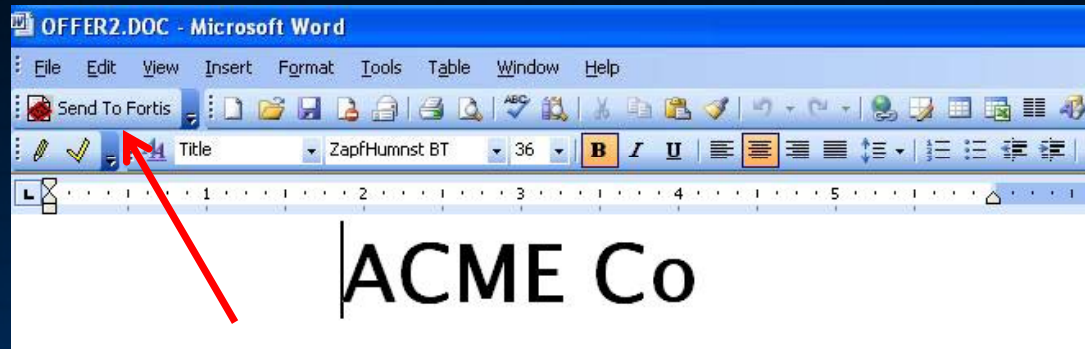 OFFER2.DOC - Microsoft Word
File Edit View Insert Format Tools Table Window Help
Send To Fortis
Title ZapfHumnst BT 36 B I U
1 2 3 4 5
ACME Co